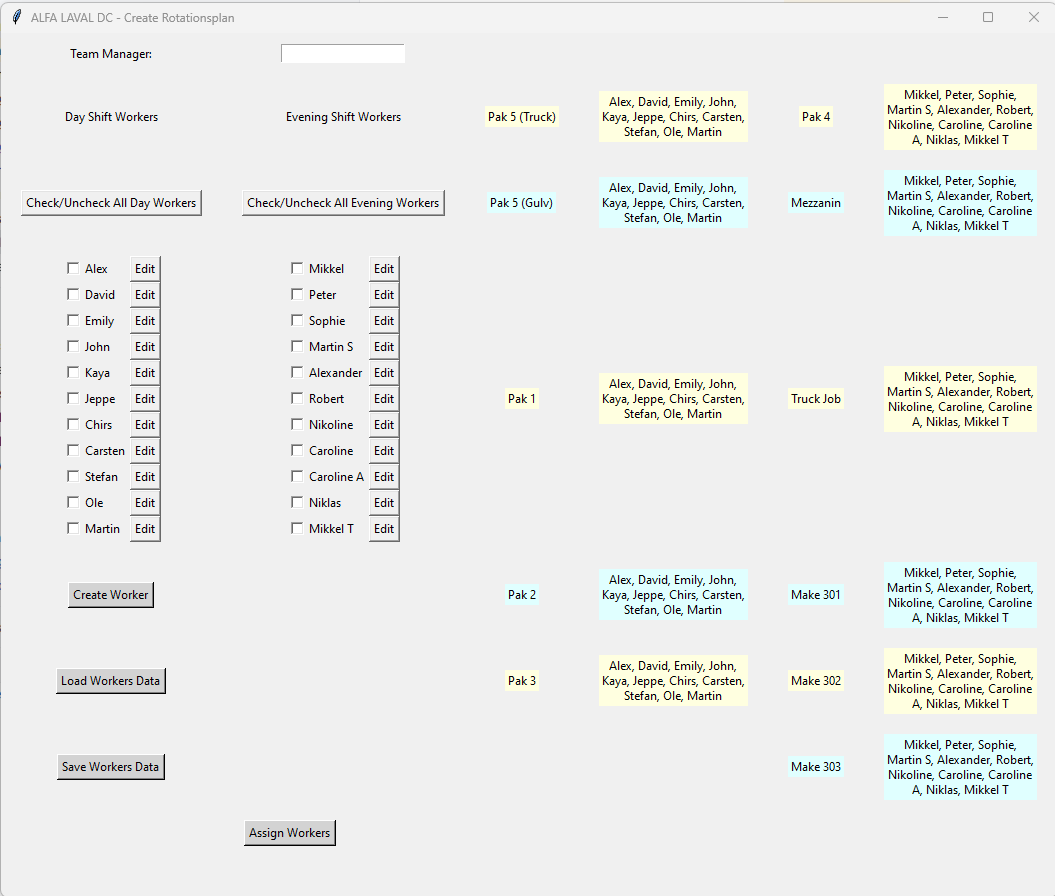 ALFA LAVAL DC - Create Rotationsplan
Team Manager:
Day Shift Workers
Evening Shift Workers
Pak 5 (Truck)
Alex, David, Emily, John,
Kaya, Jeppe, Chirs, Carsten,
Stefan, Ole, Martin
Pak 4
Mikkel, Peter, Sophie,
Martin S, Alexander, Robert,
Nikoline, Caroline, Caroline
A, Niklas, Mikkel T
Check/Uncheck All Day Workers
Check/Uncheck All Evening Workers
Pak 5 (Gulv)
Alex, David, Emily, John,
Kaya, Jeppe, Chirs, Carsten,
Stefan, Ole, Martin
Mezzanin
Mikkel, Peter, Sophie,
Martin S, Alexander, Robert,
Nikoline, Caroline, Caroline
A, Niklas, Mikkel T
Alex Edit
David Edit
Emily Edit
John Edit
Kaya Edit
Jeppe Edit
Chirs Edit
Carsten Edit
Stefan Edit
Ole Edit
Martin Edit
Mikkel Edit
Peter Edit
Sophie Edit
Martin S Edit
Alexander Edit
Robert Edit
Nikoline Edit
Caroline Edit
Caroline A Edit
Niklas Edit
Mikkel T Edit
Pak 1
Alex, David, Emily, John,
Kaya, Jeppe, Chirs, Carsten,
Stefan, Ole, Martin
Truck Job
Mikkel, Peter, Sophie,
Martin S, Alexander, Robert,
Nikoline, Caroline, Caroline
A, Niklas, Mikkel T
Create Worker
Pak 2
Alex, David, Emily, John,
Kaya, Jeppe, Chirs, Carsten,
Stefan, Ole, Martin
Make 301
Mikkel, Peter, Sophie,
Martin S, Alexander, Robert,
Nikoline, Caroline, Caroline
A, Niklas, Mikkel T
Load Workers Data
Pak 3
Alex, David, Emily, John,
Kaya, Jeppe, Chirs, Carsten,
Stefan, Ole, Martin
Make 302
Mikkel, Peter, Sophie,
Martin S, Alexander, Robert,
Nikoline, Caroline, Caroline
A, Niklas, Mikkel T
Save Workers Data
Make 303
Mikkel, Peter, Sophie,
Martin S, Alexander, Robert,
Nikoline, Caroline, Caroline
A, Niklas, Mikkel T
Assign Workers